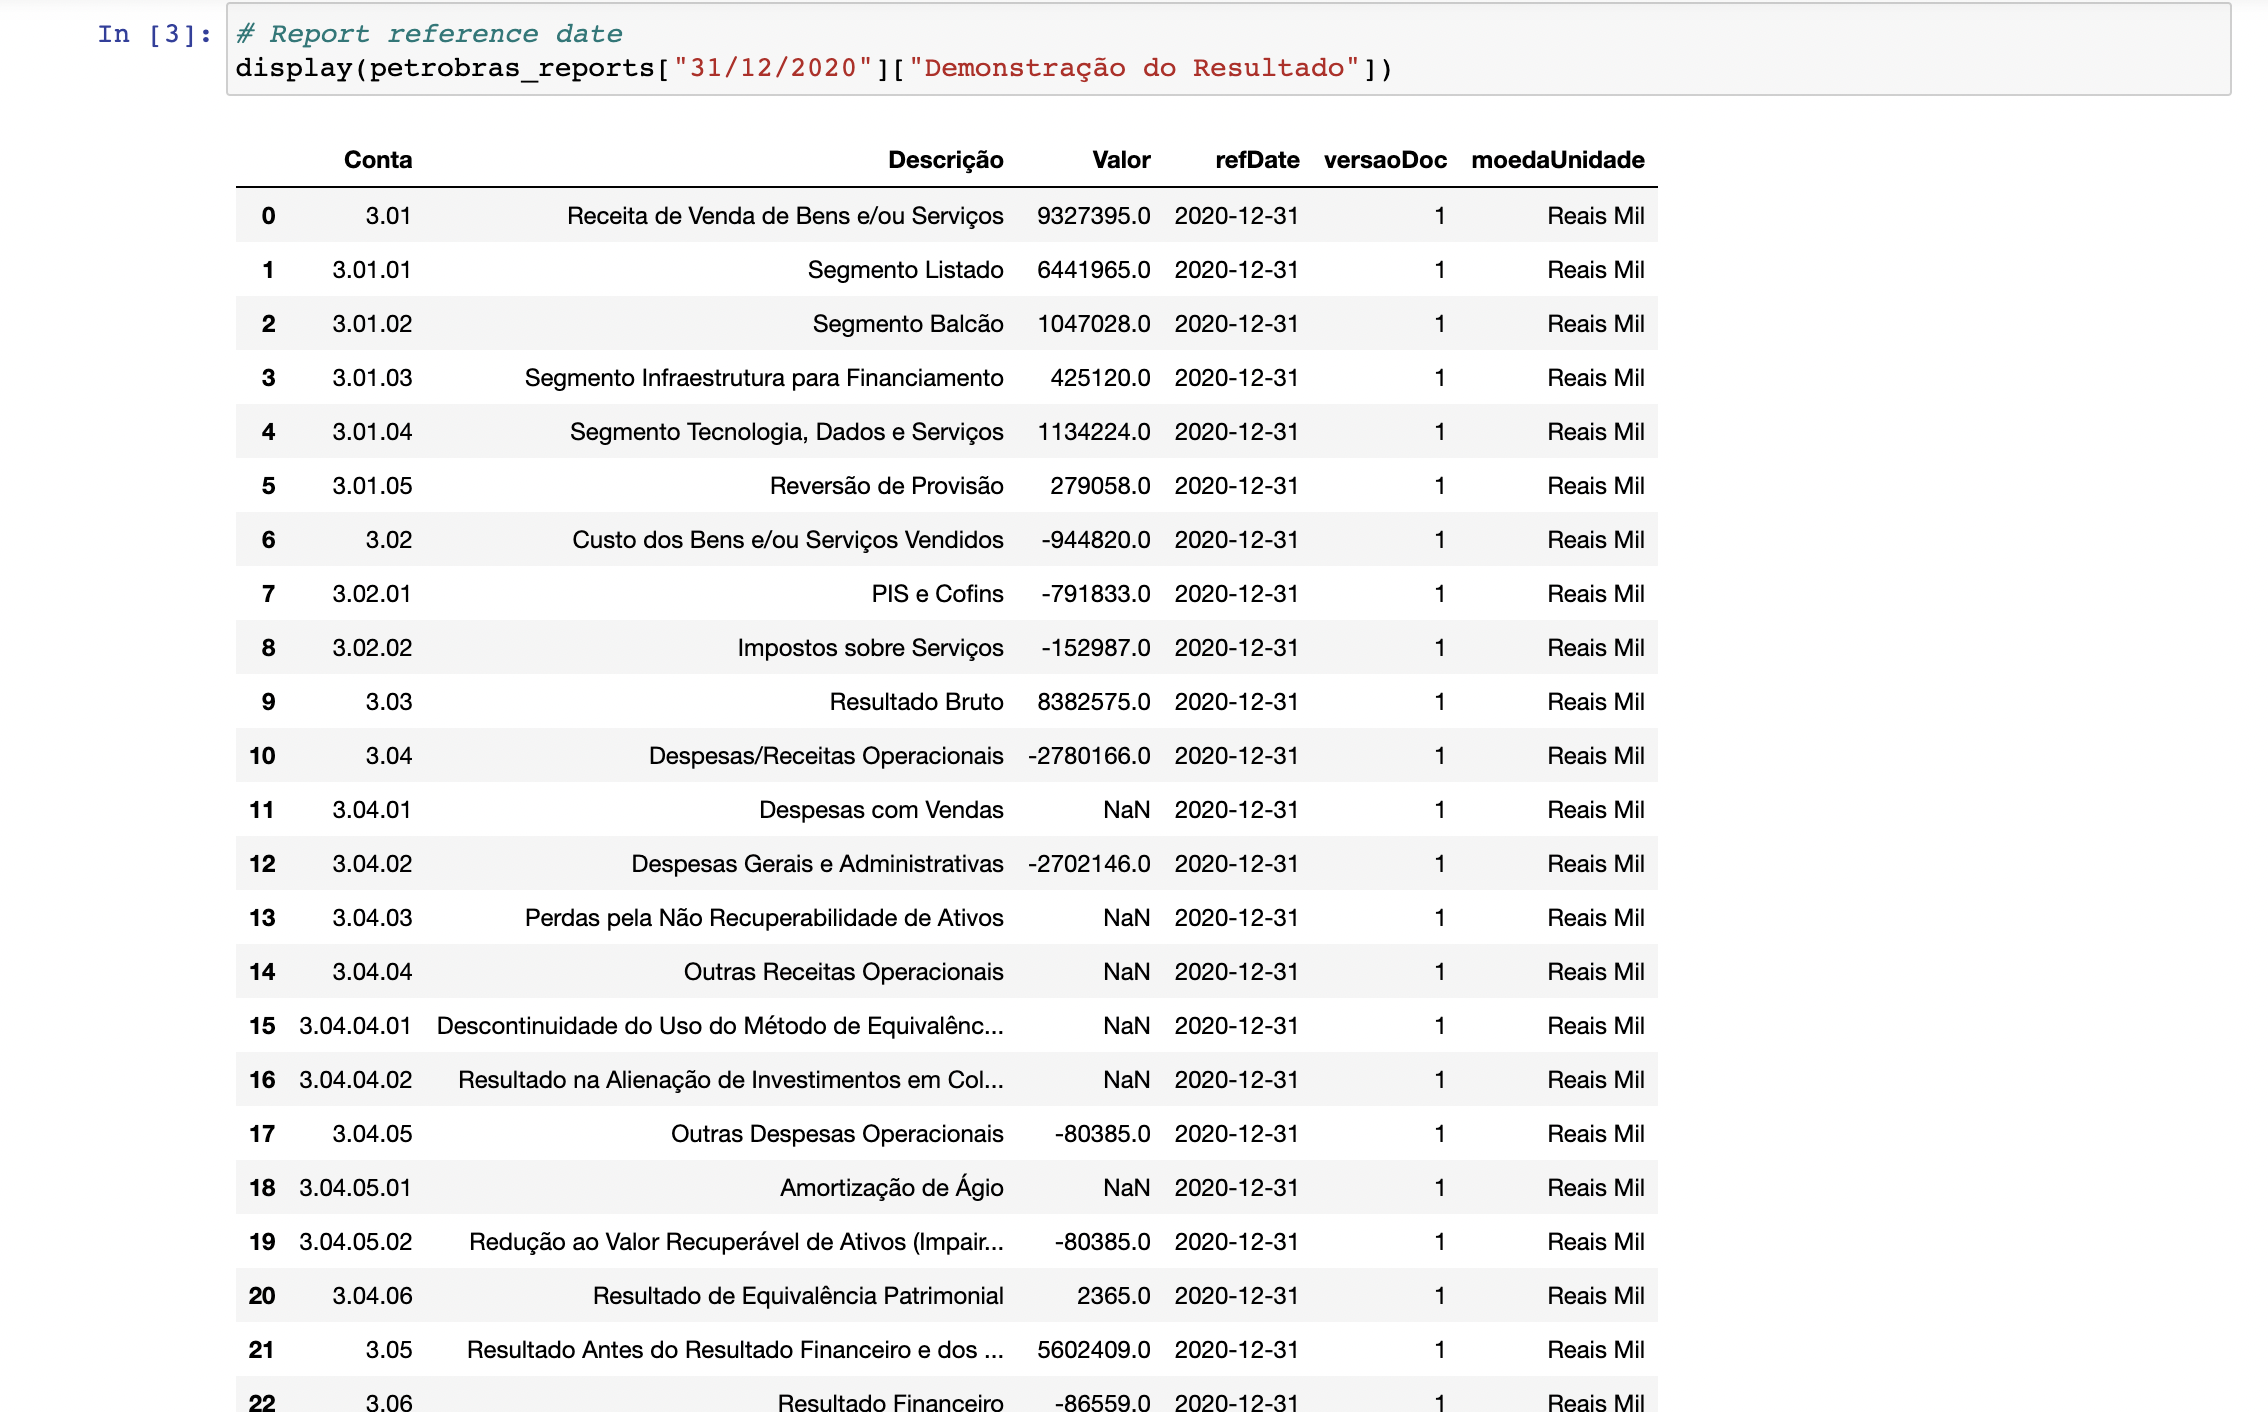 In [3]: # Report reference date
display(petrobras_reports["31/12/2020"]["Demonstração do Resultado"])
Conta Descrição Valor refDate versaoDoc moedaUnidade
0 3.01 Receita de Venda de Bens e/ou Serviços 9327395.0 2020-12-31 1 Reais Mil
1 3.01.01 Segmento Listado 6441965.0 2020-12-31 1 Reais Mil
2 3.01.02 Segmento Balcão 1047028.0 2020-12-31 1 Reais Mil
3 3.01.03 Segmento Infraestrutura para Financiamento 425120.0 2020-12-31 1 Reais Mil
4 3.01.04 Segmento Tecnologia, Dados e Serviços 1134224.0 2020-12-31 1 Reais Mil
5 3.01.05 Reversão de Provisão 279058.0 2020-12-31 1 Reais Mil
6 3.02 Custo dos Bens e/ou Serviços Vendidos -944820.0 2020-12-31 1 Reais Mil
7 3.02.01 PIS e Cofins -791833.0 2020-12-31 1 Reais Mil
8 3.02.02 Impostos sobre Serviços -152987.0 2020-12-31 1 Reais Mil
9 3.03 Resultado Bruto 8382575.0 2020-12-31 1 Reais Mil
10 3.04 Despesas/Receitas Operacionais -2780166.0 2020-12-31 1 Reais Mil
11 3.04.01 Despesas com Vendas NaN 2020-12-31 1 Reais Mil
12 3.04.02 Despesas Gerais e Administrativas -2702146.0 2020-12-31 1 Reais Mil
13 3.04.03 Perdas pela Não Recuperabilidade de Ativos NaN 2020-12-31 1 Reais Mil
14 3.04.04 Outras Receitas Operacionais NaN 2020-12-31 1 Reais Mil
15 3.04.04.01 Descontinuidade do Uso do Método de Equivalênc... NaN 2020-12-31 1 Reais Mil
16 3.04.04.02 Resultado na Alienação de Investimentos em Col... NaN 2020-12-31 1 Reais Mil
17 3.04.05 Outras Despesas Operacionais -80385.0 2020-12-31 1 Reais Mil
18 3.04.05.01 Amortização de Ágio NaN 2020-12-31 1 Reais Mil
19 3.04.05.02 Redução ao Valor Recuperável de Ativos (Impair... -80385.0 2020-12-31 1 Reais Mil
20 3.04.06 Resultado de Equivalência Patrimonial 2365.0 2020-12-31 1 Reais Mil
21 3.05 Resultado Antes do Resultado Financeiro e dos ... 5602409.0 2020-12-31 1 Reais Mil
22 3.06 Resultado Financeiro -86559.0 2020-12-31 1 Reais Mil